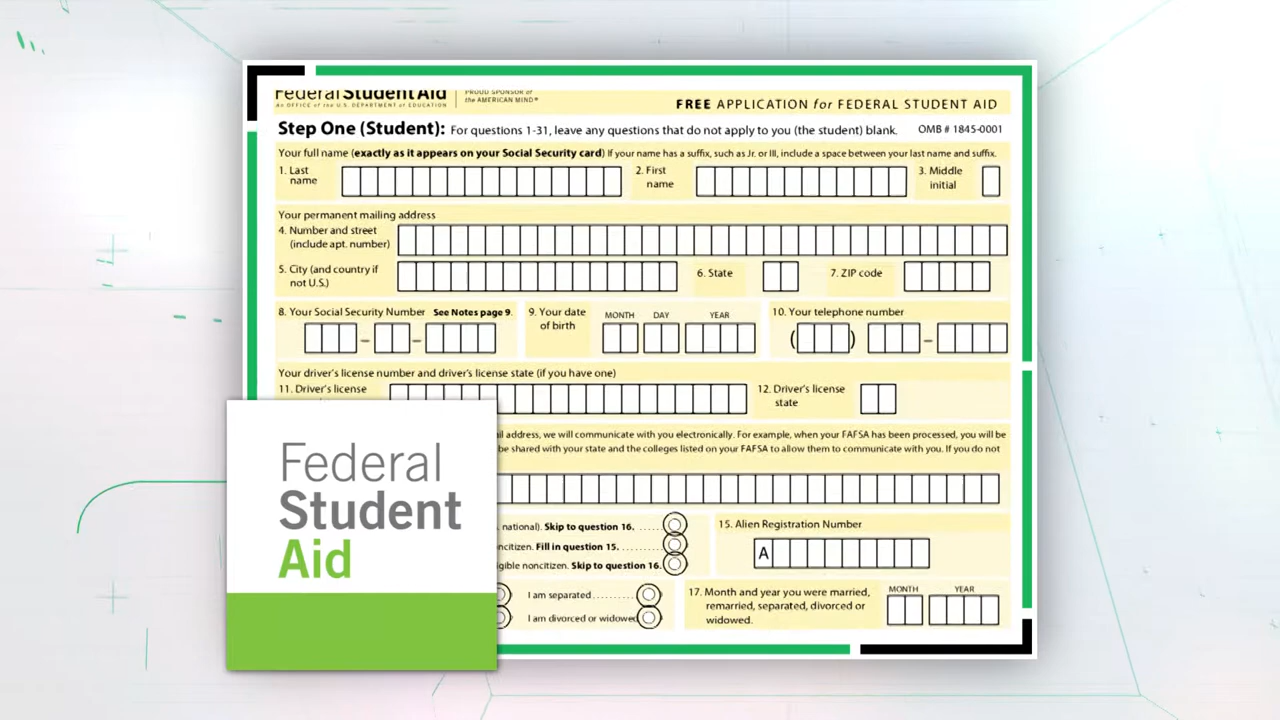 Federal Student Aid
An OFFICE of the U.S. DEPARTMENT of EDUCATION
PROUD SPONSOR of
the AMERICAN MIND®
FREE APPLICATION for FEDERAL STUDENT AID
Step One (Student): For questions 1-31, leave any questions that do not apply to you (the student) blank. OMB # 1845-0001
Your full name (exactly as it appears on your Social Security card) If your name has a suffix, such as Jr. or III, include a space between your last name and suffix.
1. Last
name
2. First
name
3. Middle
initial
Your permanent mailing address
4. Number and street
(include apt. number)
5. City (and country if
not U.S.)
6. State
7. ZIP code
8. Your Social Security Number See Notes page 9.
9. Your date
of birth
MONTH DAY YEAR
10. Your telephone number
Your driver's license number and driver's license state (if you have one)
11. Driver's license
12. Driver's license
state
il address, we will communicate with you electronically. For example, when your FAFSA has been processed, you will be
be shared with your state and the colleges listed on your FAFSA to allow them to communicate with you. If you do not
national). Skip to question 16.
ncitizen. Fill in question 15.
gible noncitizen. Skip to question 16.
15. Alien Registration Number
A
I am separated
I am divorced or widowed
17. Month and year you were married,
remarried, separated, divorced or
widowed.
MONTH YEAR
Federal
Student
Aid